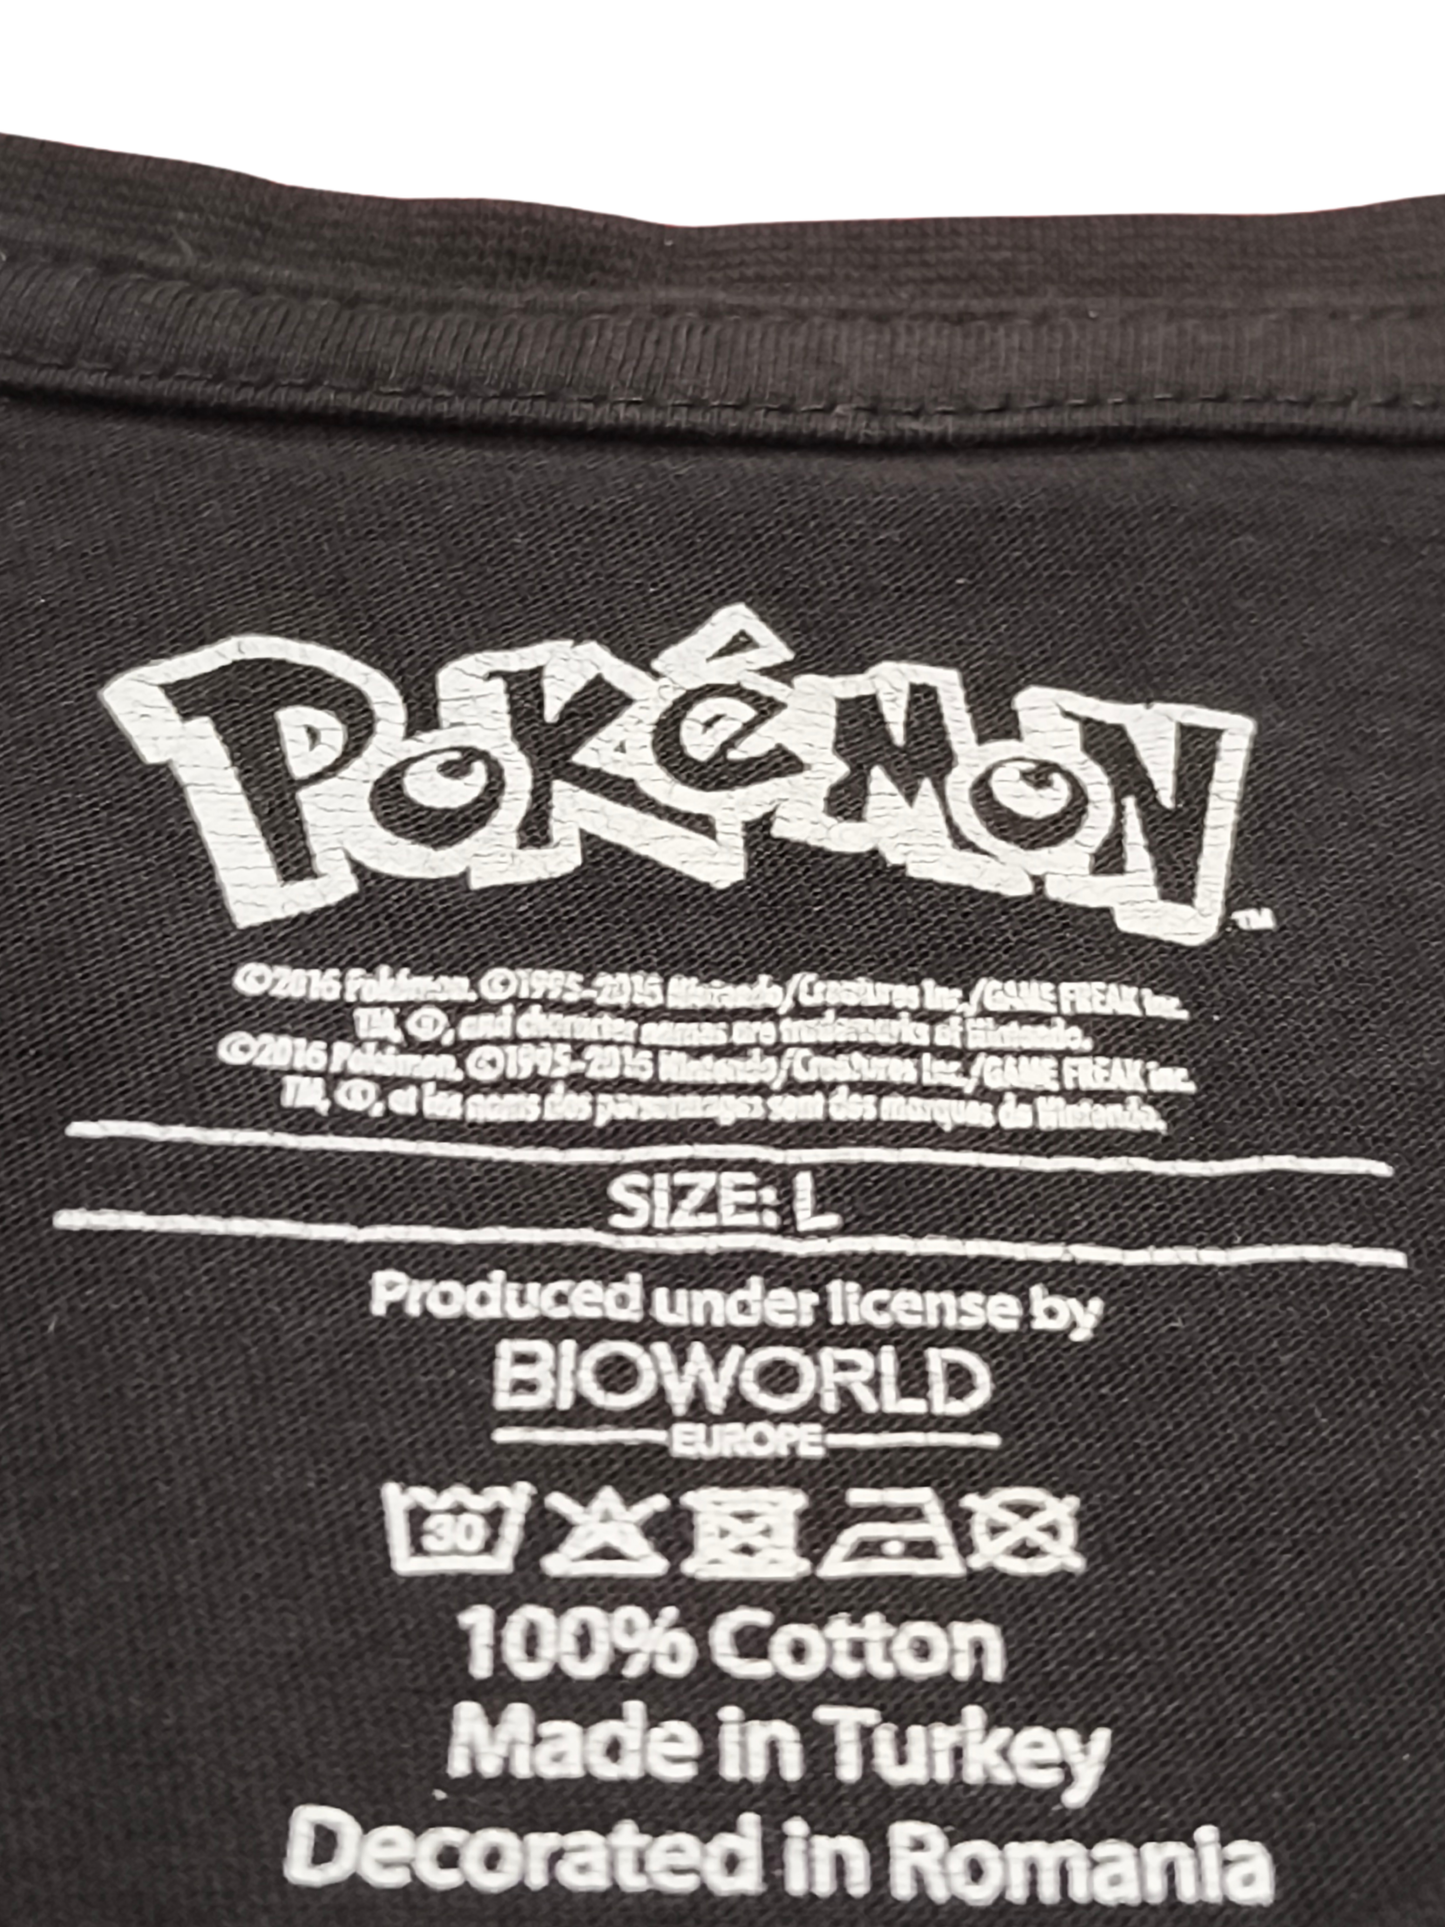 POKéMON™
©2016 Pokémon. ©1995-2016 Nintendo/Creatures Inc./GAME FREAK inc.
TM, ®, and character names are trademarks of Nintendo.
©2016 Pokémon. ©1995-2016 Nintendo/Creatures Inc./GAME FREAK inc.
TM, ®, et les noms des personnages sont des marques de Nintendo.
SIZE: L
Produced under license by
BIOWORLD
EUROPE
30
100% Cotton
Made in Turkey
Decorated in Romania